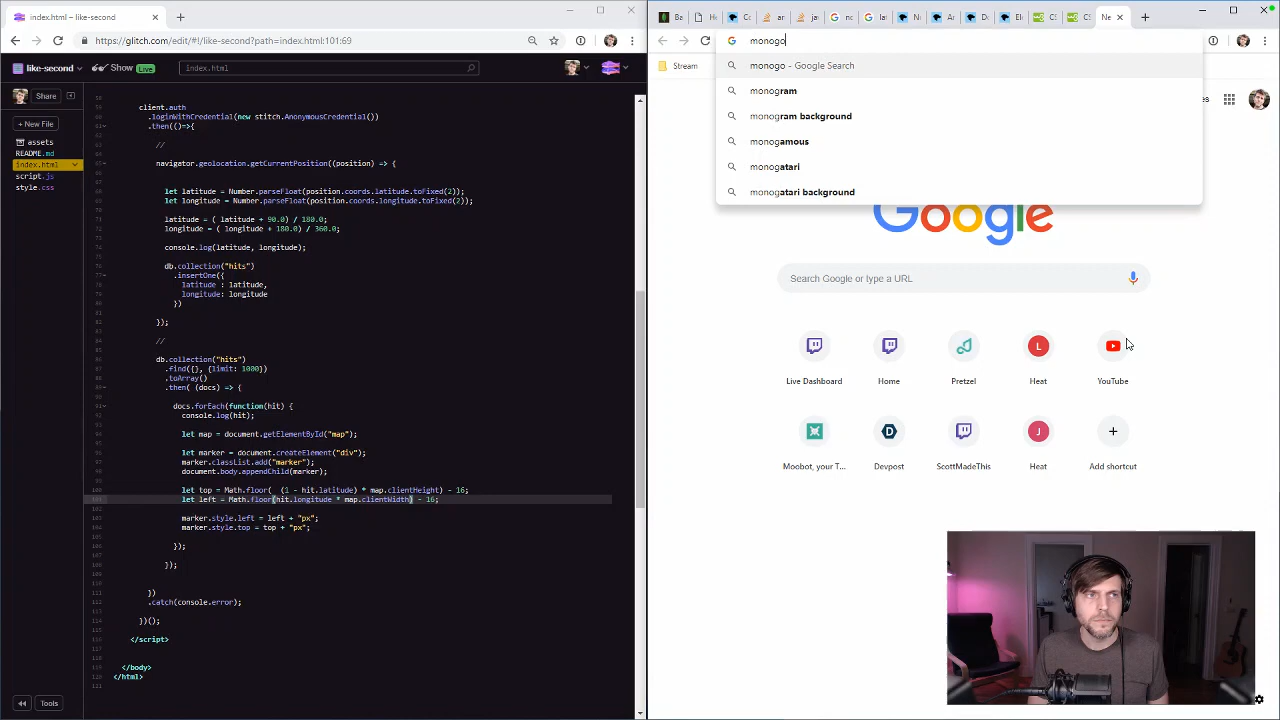 index.html – like-second
https://glitch.com/edit/#!/like-second?path=index.html:101:69
like-second
Show
Live
index.html
Share
+ New File
assets
README.md
index.html
script.js
style.css
client.auth
.loginWithCredential(new stitch.AnonymousCredential())
.then(()=>{
//
navigator.geolocation.getCurrentPosition((position) => {
let latitude = Number.parseFloat(position.coords.latitude.toFixed());
let longitude = Number.parseFloat(position.coords.longitude.toFixed());
latitude = ( latitude + 90.0) / 180.0;
longitude = ( longitude + 180.0) / 360.0;
console.log(latitude, longitude);
db.collection("hits")
.insertOne({
latitude : latitude,
longitude: longitude
})
});
//
db.collection("hits")
.find({}, {limit: 1000})
.toArray()
.then( (docs) => {
docs.forEach(function(hit) {
console.log(hit);
let map = document.getElementById("map");
let marker = document.createElement("div");
marker.classList.add("marker");
document.body.appendChild(marker);
let top = Math.floor( (1 - hit.latitude) * map.clientHeight) - 16;
let left = Math.floor(hit.longitude * map.clientWidth) - 16;
marker.style.left = left + "px";
marker.style.top = top + "px";
});
});
})
.catch(console.error);
})();
</script>
</body>
</html>
Tools
monogo
Stream
monogo - Google Search
monogram
monogram background
monogamous
monogatari
monogatari background
Google
Search Google or type a URL
Live Dashboard
Home
Pretzel
L
Heat
YouTube
Moobot, your T...
Devpost
ScottMadeThis
J
Heat
Add shortcut